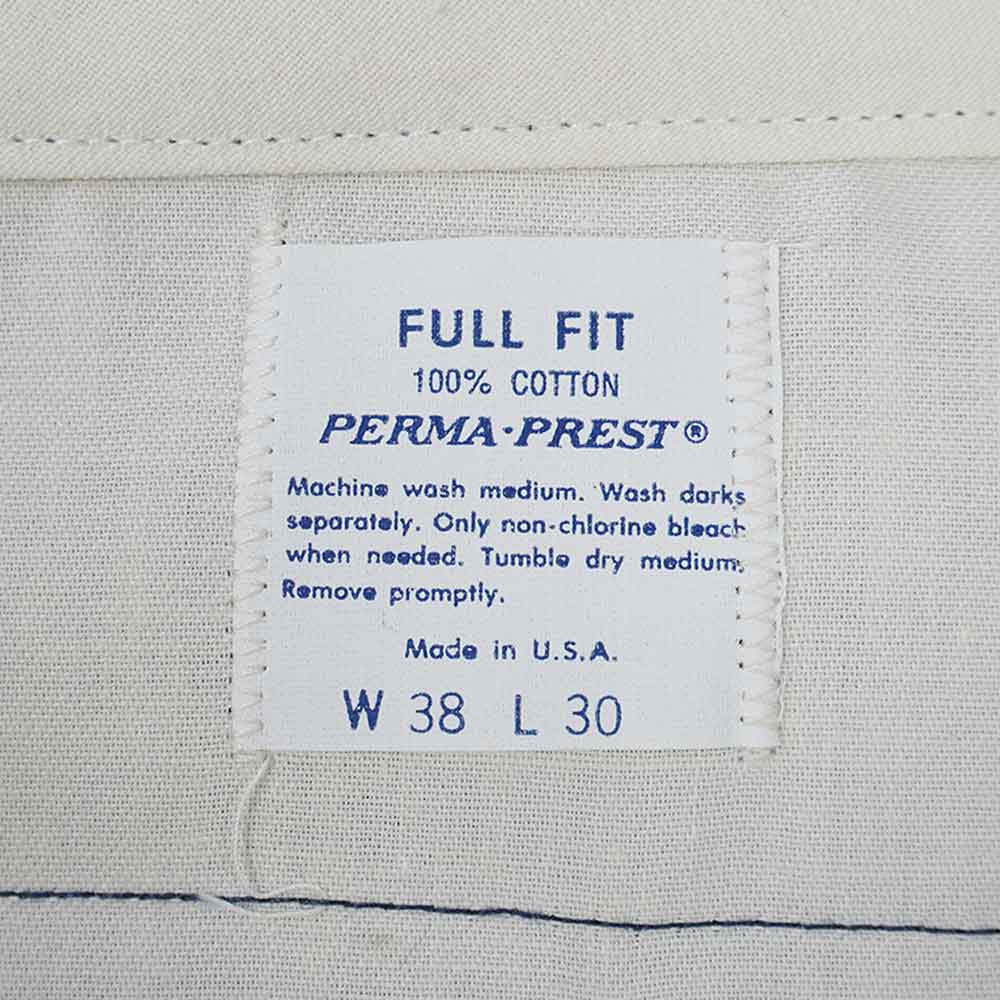 FULL FIT
100% COTTON
PERMA·PREST®
Machine wash medium. Wash darks
separately. Only non-chlorine bleach
when needed. Tumble dry medium.
Remove promptly.
Made in U.S.A.
W 38 L 30